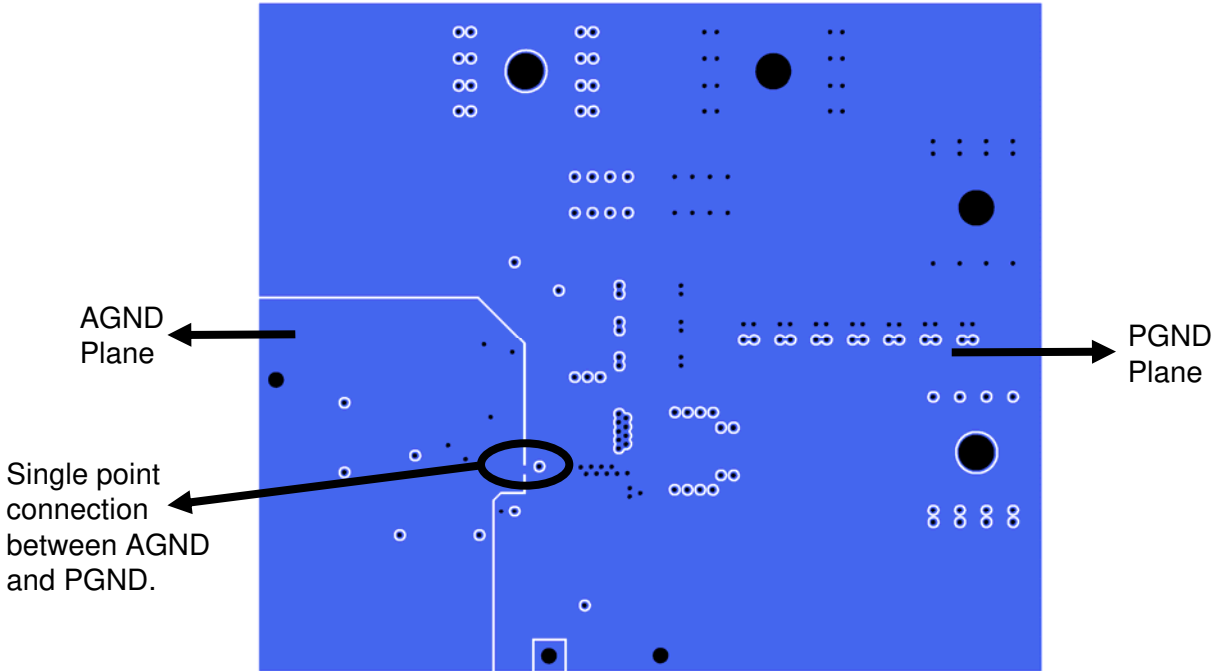 AGND
Plane
PGND
Plane
Single point
connection
between AGND
and PGND.